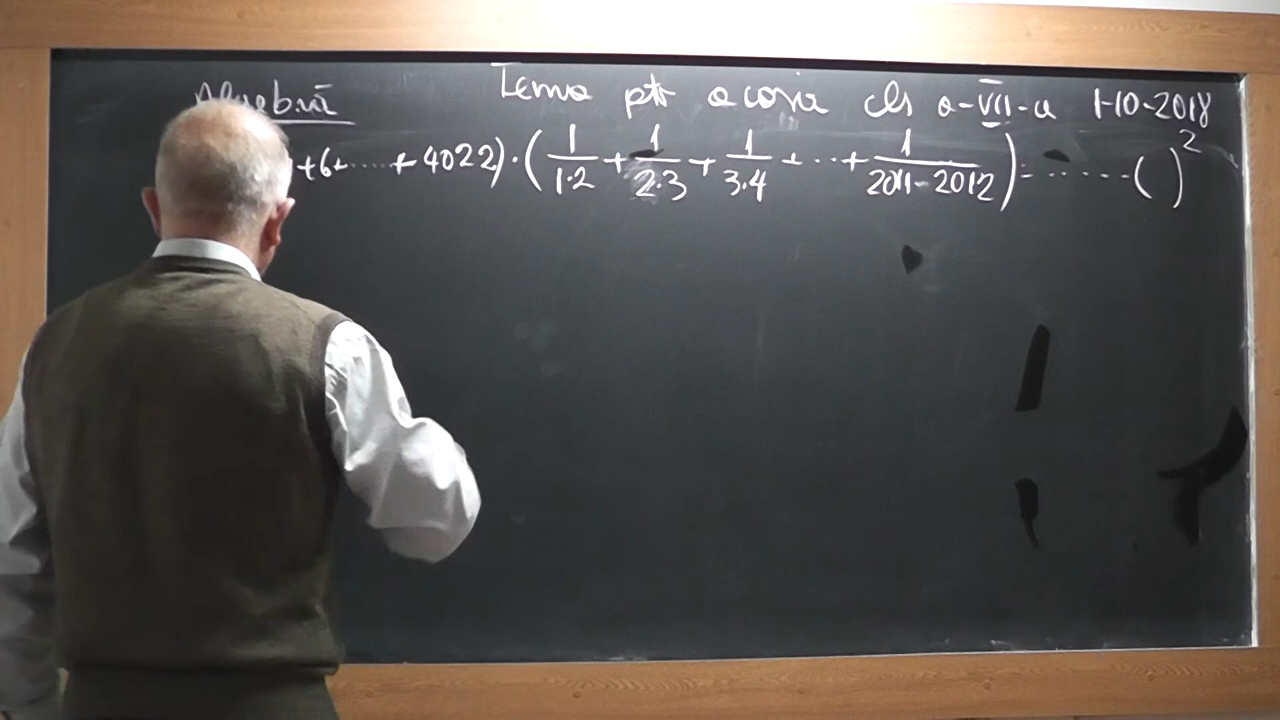 Algebră Tema ptr acasă cls a-VII-a 1-10-2018
+6+.....+4022)·(1/1·2+1/2·3+1/3·4+...+1/2011-2012)=......( )²